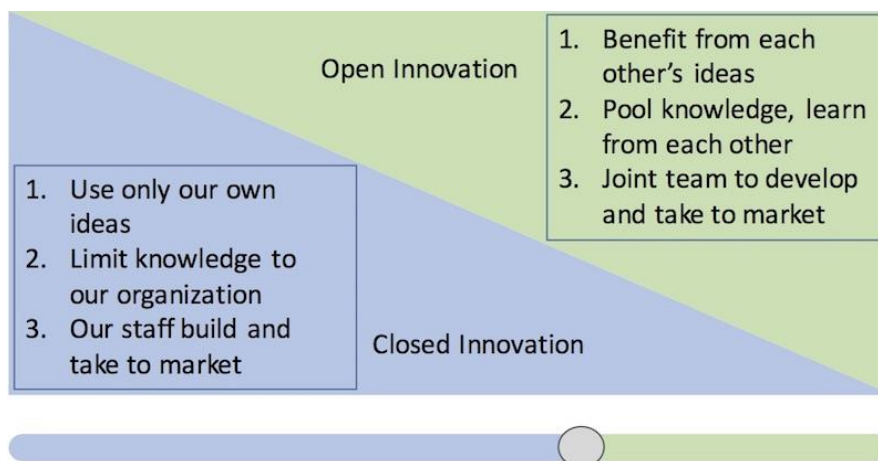 Open Innovation
1. Benefit from each
other’s ideas
2. Pool knowledge, learn
from each other
3. Joint team to develop
and take to market
1. Use only our own
ideas
2. Limit knowledge to
our organization
3. Our staff build and
take to market
Closed Innovation